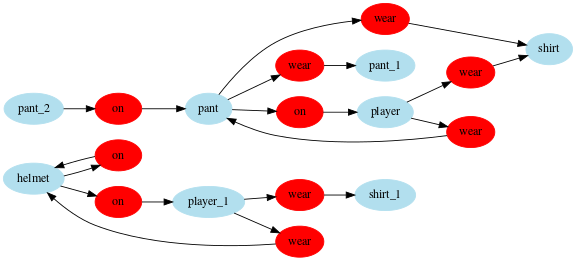 wear
shirt
wear
pant_1
wear
pant_2
on
pant
on
player
wear
on
helmet
on
player_1
wear
shirt_1
wear